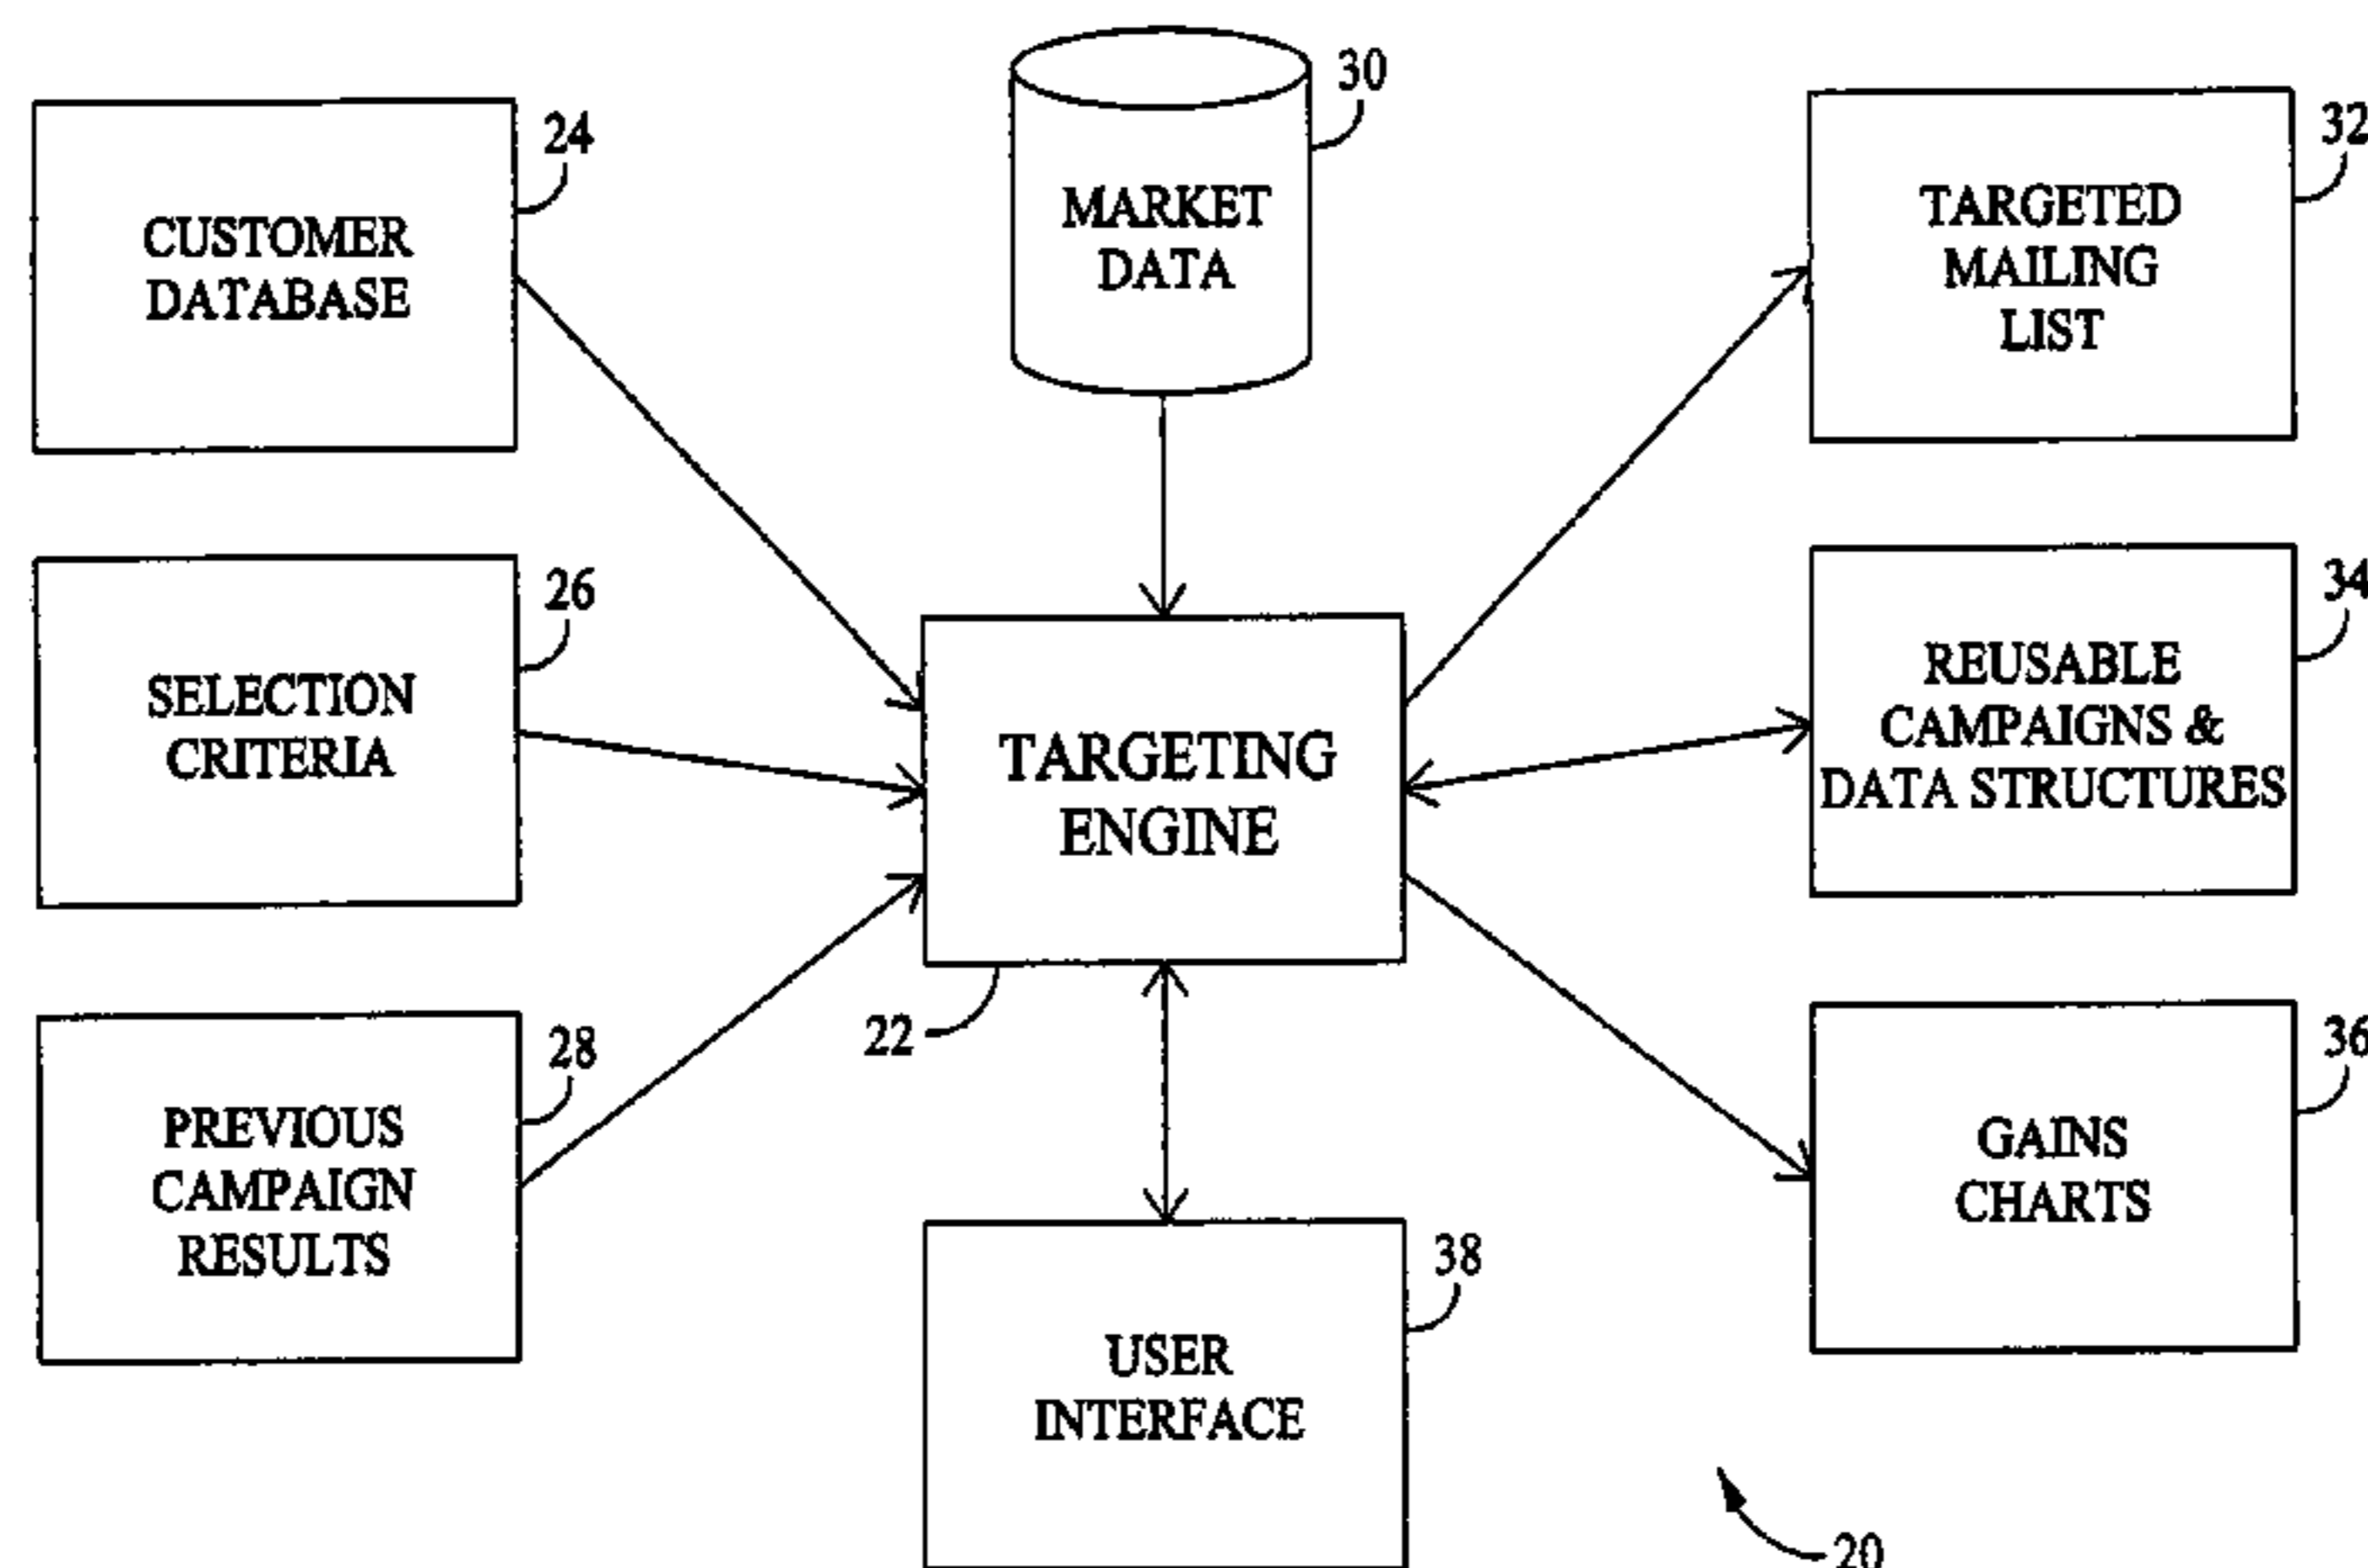 30
24
32
CUSTOMER
DATABASE
MARKET
DATA
TARGETED
MAILING
LIST
26
34
SELECTION
CRITERIA
TARGETING
ENGINE
REUSABLE
CAMPAIGNS &
DATA STRUCTURES
28
22
36
PREVIOUS
CAMPAIGN
RESULTS
GAINS
CHARTS
38
USER
INTERFACE
20